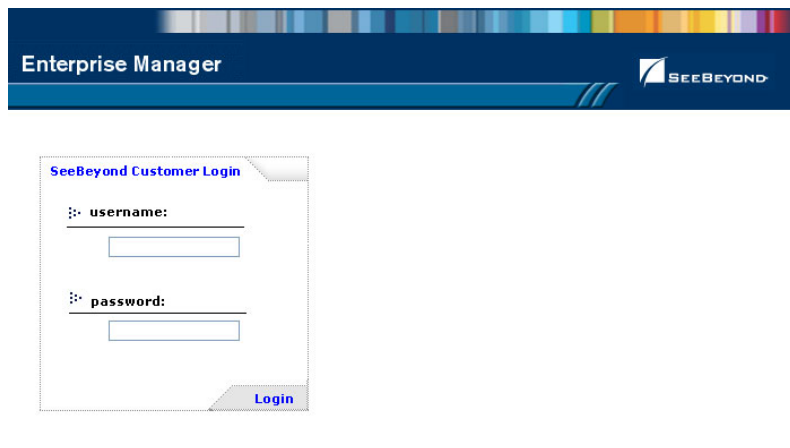 Enterprise Manager
SEEBEYOND
SeeBeyond Customer Login
username:
password:
Login